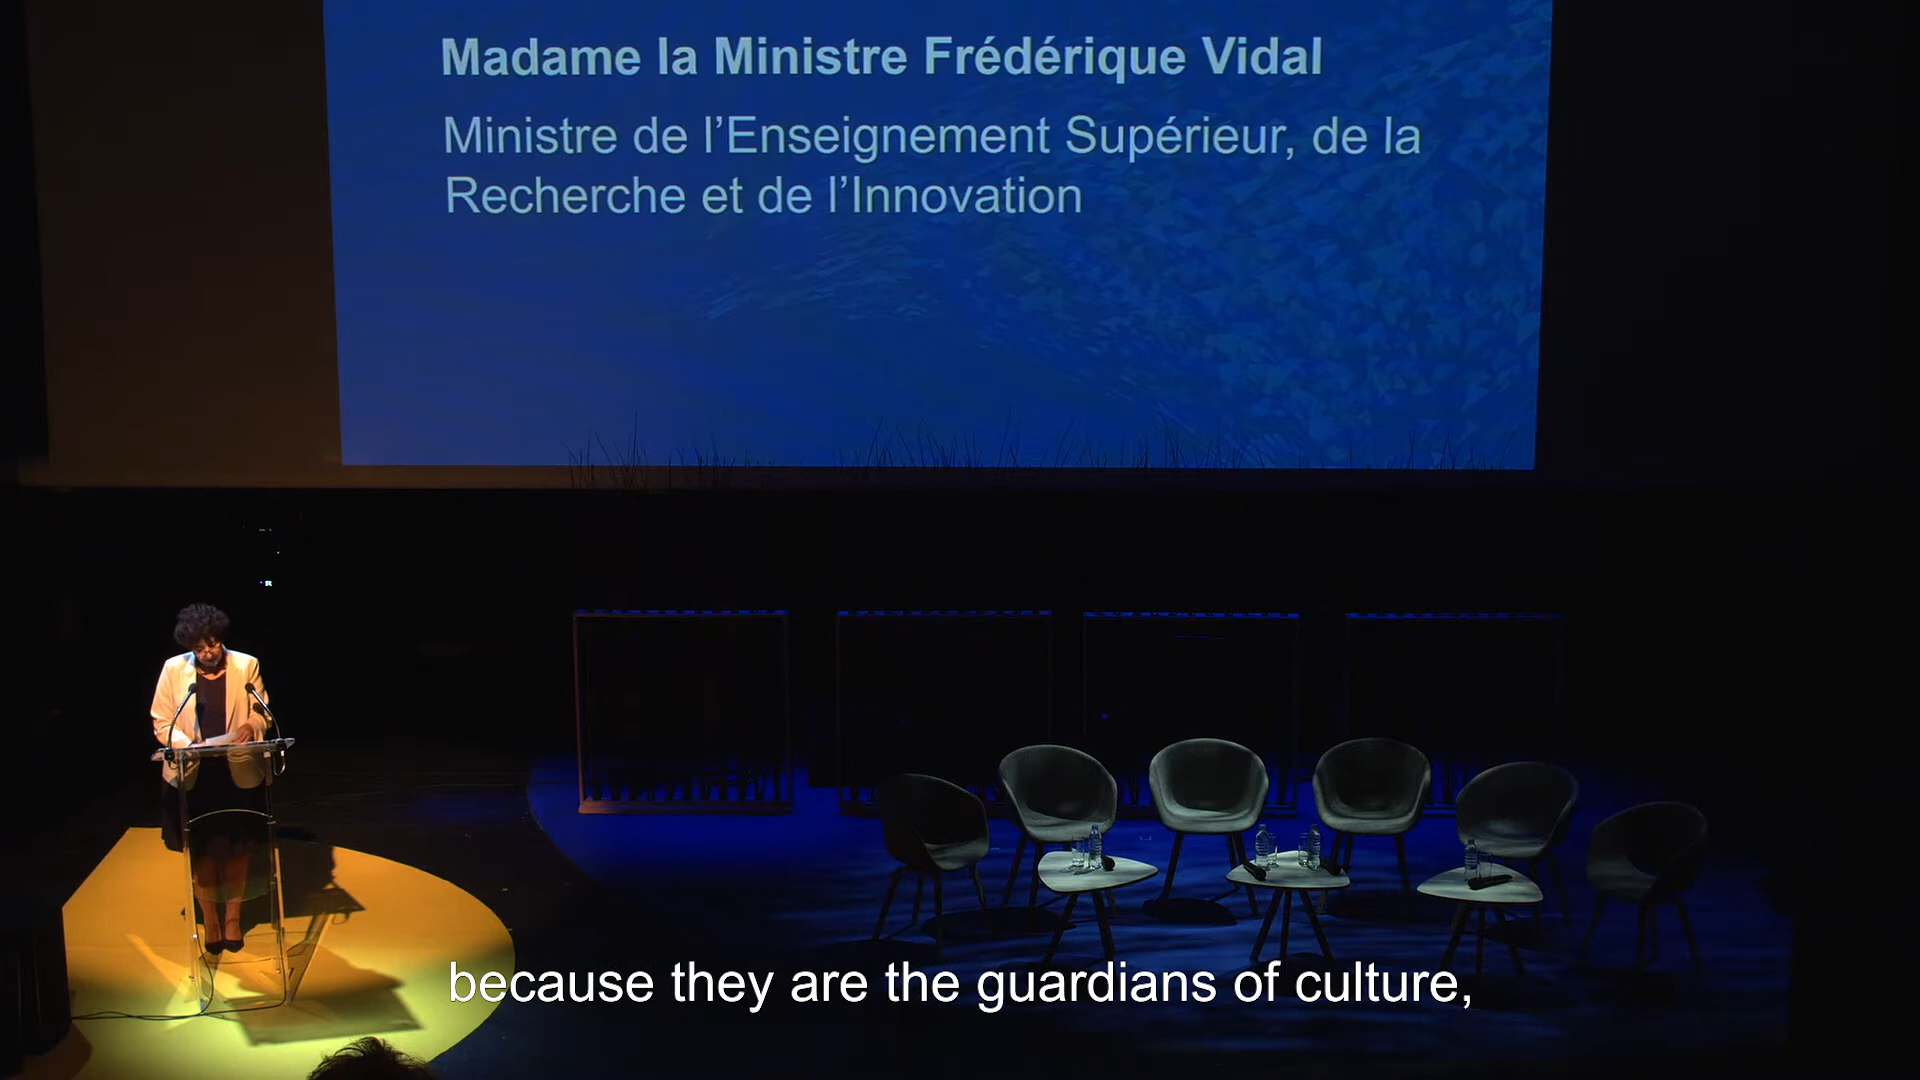 Madame la Ministre Frédérique Vidal
Ministre de l’Enseignement Supérieur, de la
Recherche et de l’Innovation
because they are the guardians of culture,